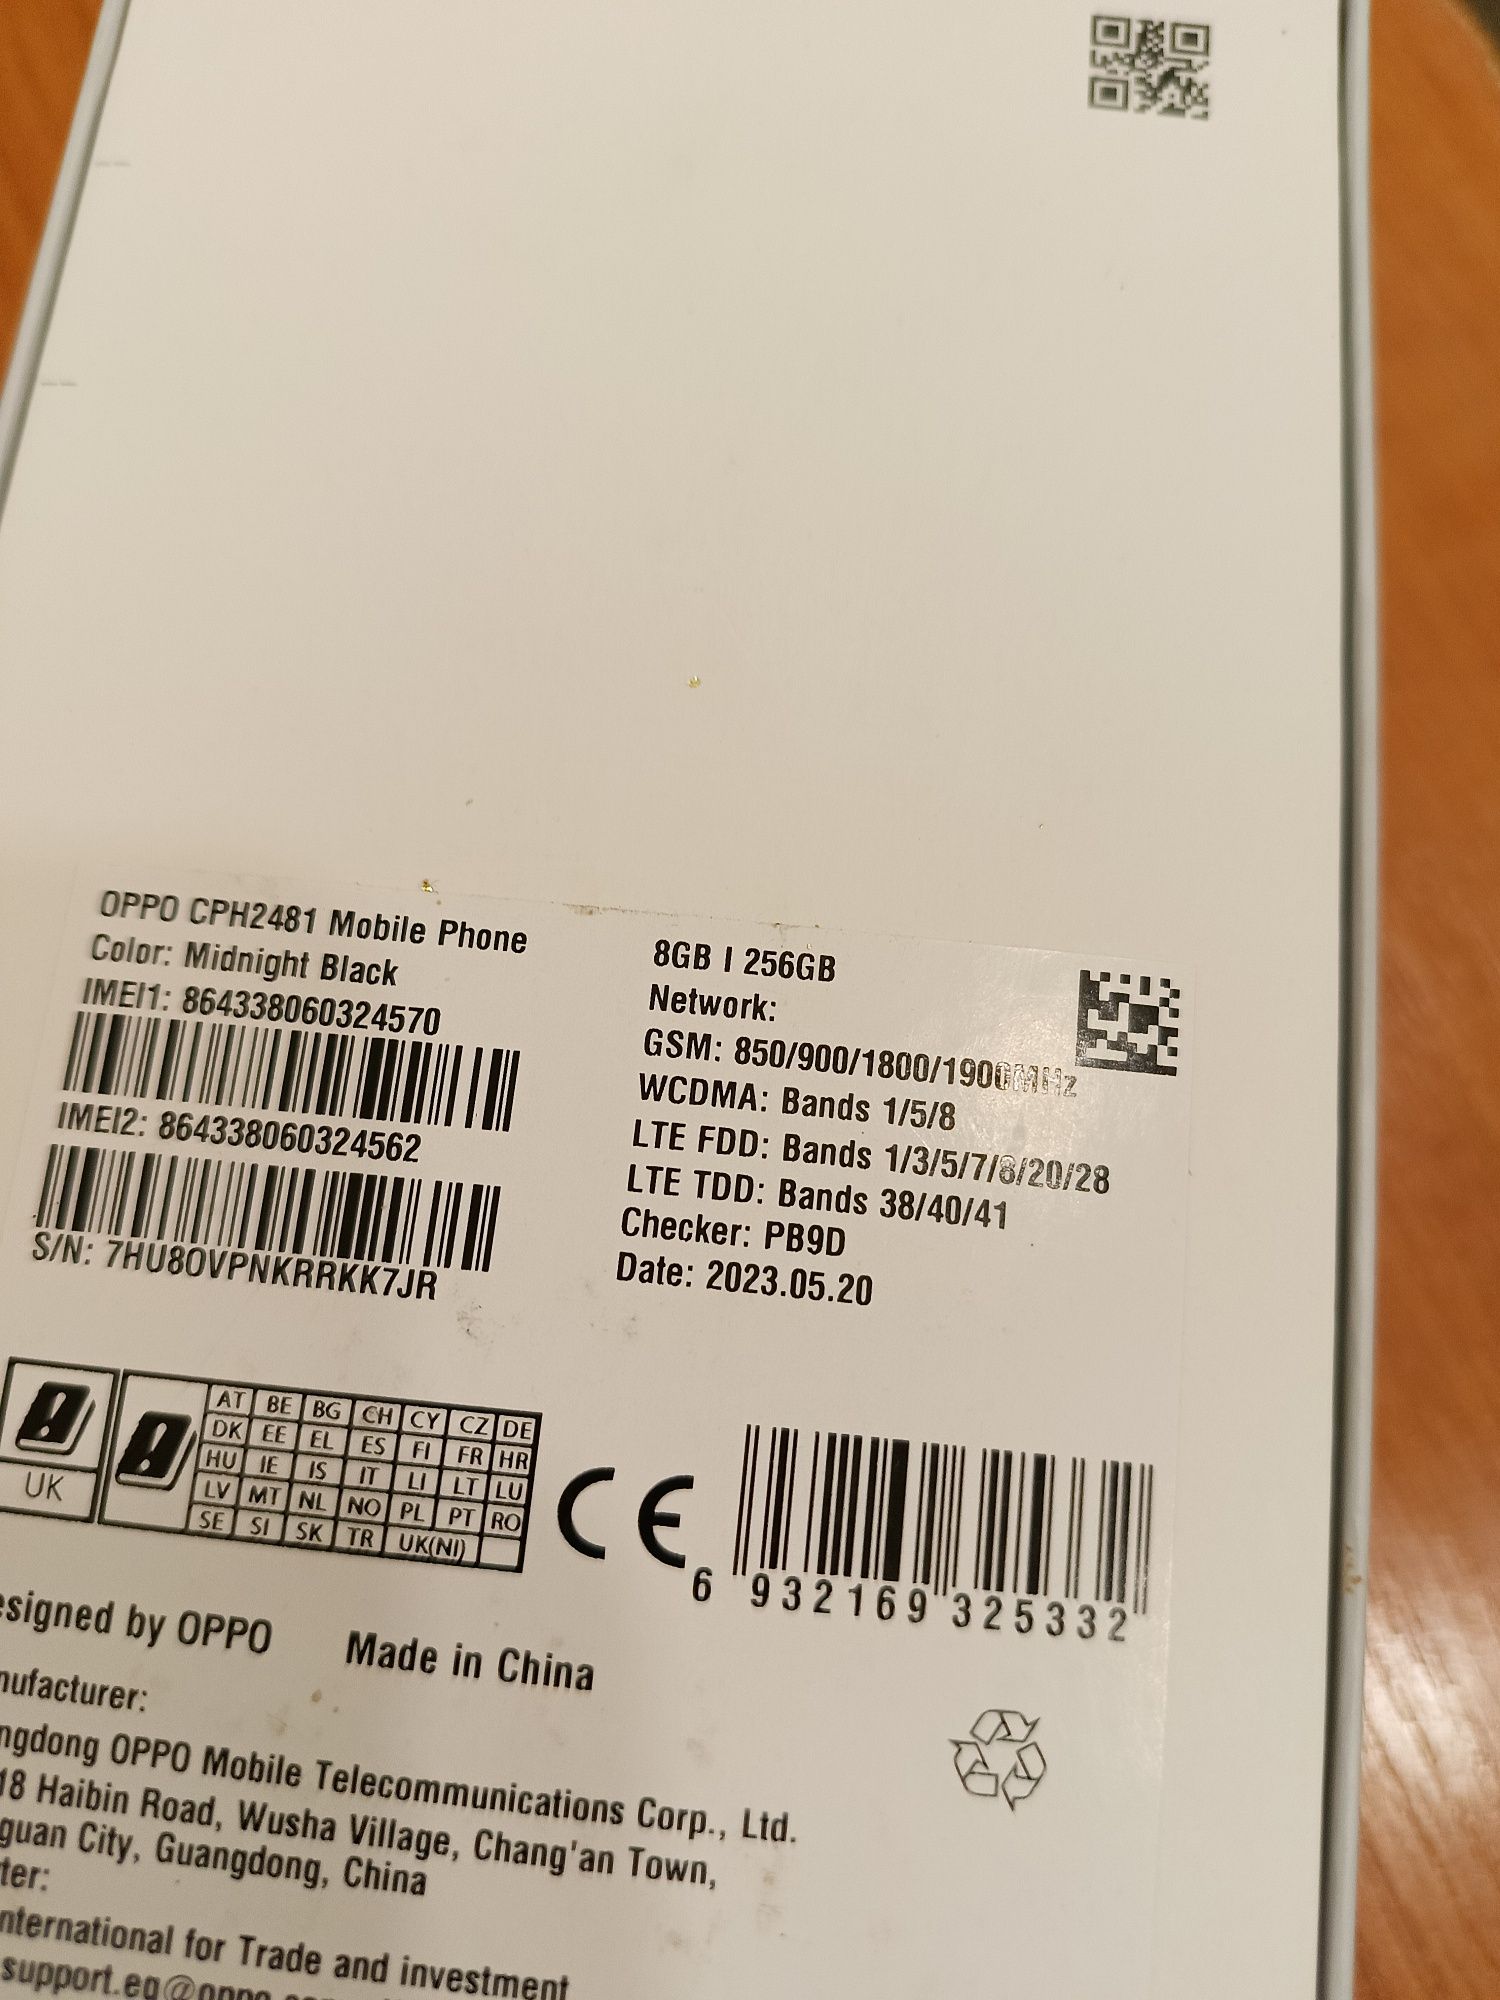 OPPO CPH2481 Mobile Phone
Color: Midnight Black
IMEI1: 864338060324570
IMEI2: 864338060324562
S/N: 7HU8OVPNKRRKK7JR
8GB | 256GB
Network:
GSM: 850/900/1800/1900MHz
WCDMA: Bands 1/5/8
LTE FDD: Bands 1/3/5/7/8/20/28
LTE TDD: Bands 38/40/41
Checker: PB9D
Date: 2023.05.20
UK
AT BE BG CH CY CZ DE
DK EE EL ES FI FR HR
HU IE IS IT LI LT LU
LV MT NL NO PL PT RO
SE SI SK TR UK(NI)
CE
6 932169 325332
esigned by OPPO
Made in China
nufacturer:
ngdong OPPO Mobile Telecommunications Corp., Ltd.
18 Haibin Road, Wusha Village, Chang'an Town,
guan City, Guangdong, China
ter:
nternational for Trade and investment
support.eg@oppo